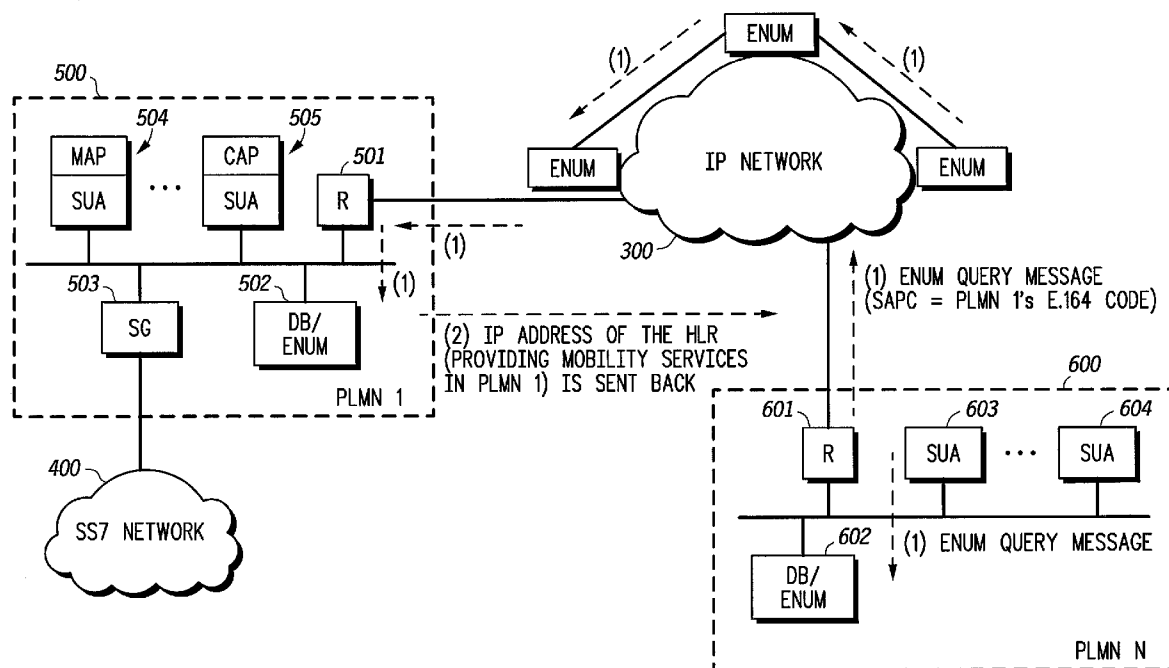 ENUM
(1)
(1)
500
504
505
MAP
SUA
...
CAP
SUA
501
R
ENUM
IP NETWORK
ENUM
300
(1)
(1)
503
SG
502
DB/
ENUM
PLMN 1
(2) IP ADDRESS OF THE HLR
(PROVIDING MOBILITY SERVICES
IN PLMN 1) IS SENT BACK
(1) ENUM QUERY MESSAGE
(SAPC = PLMN 1's E.164 CODE)
400
SS7 NETWORK
600
601
R
603
SUA
...
604
SUA
(1) ENUM QUERY MESSAGE
602
DB/
ENUM
PLMN N